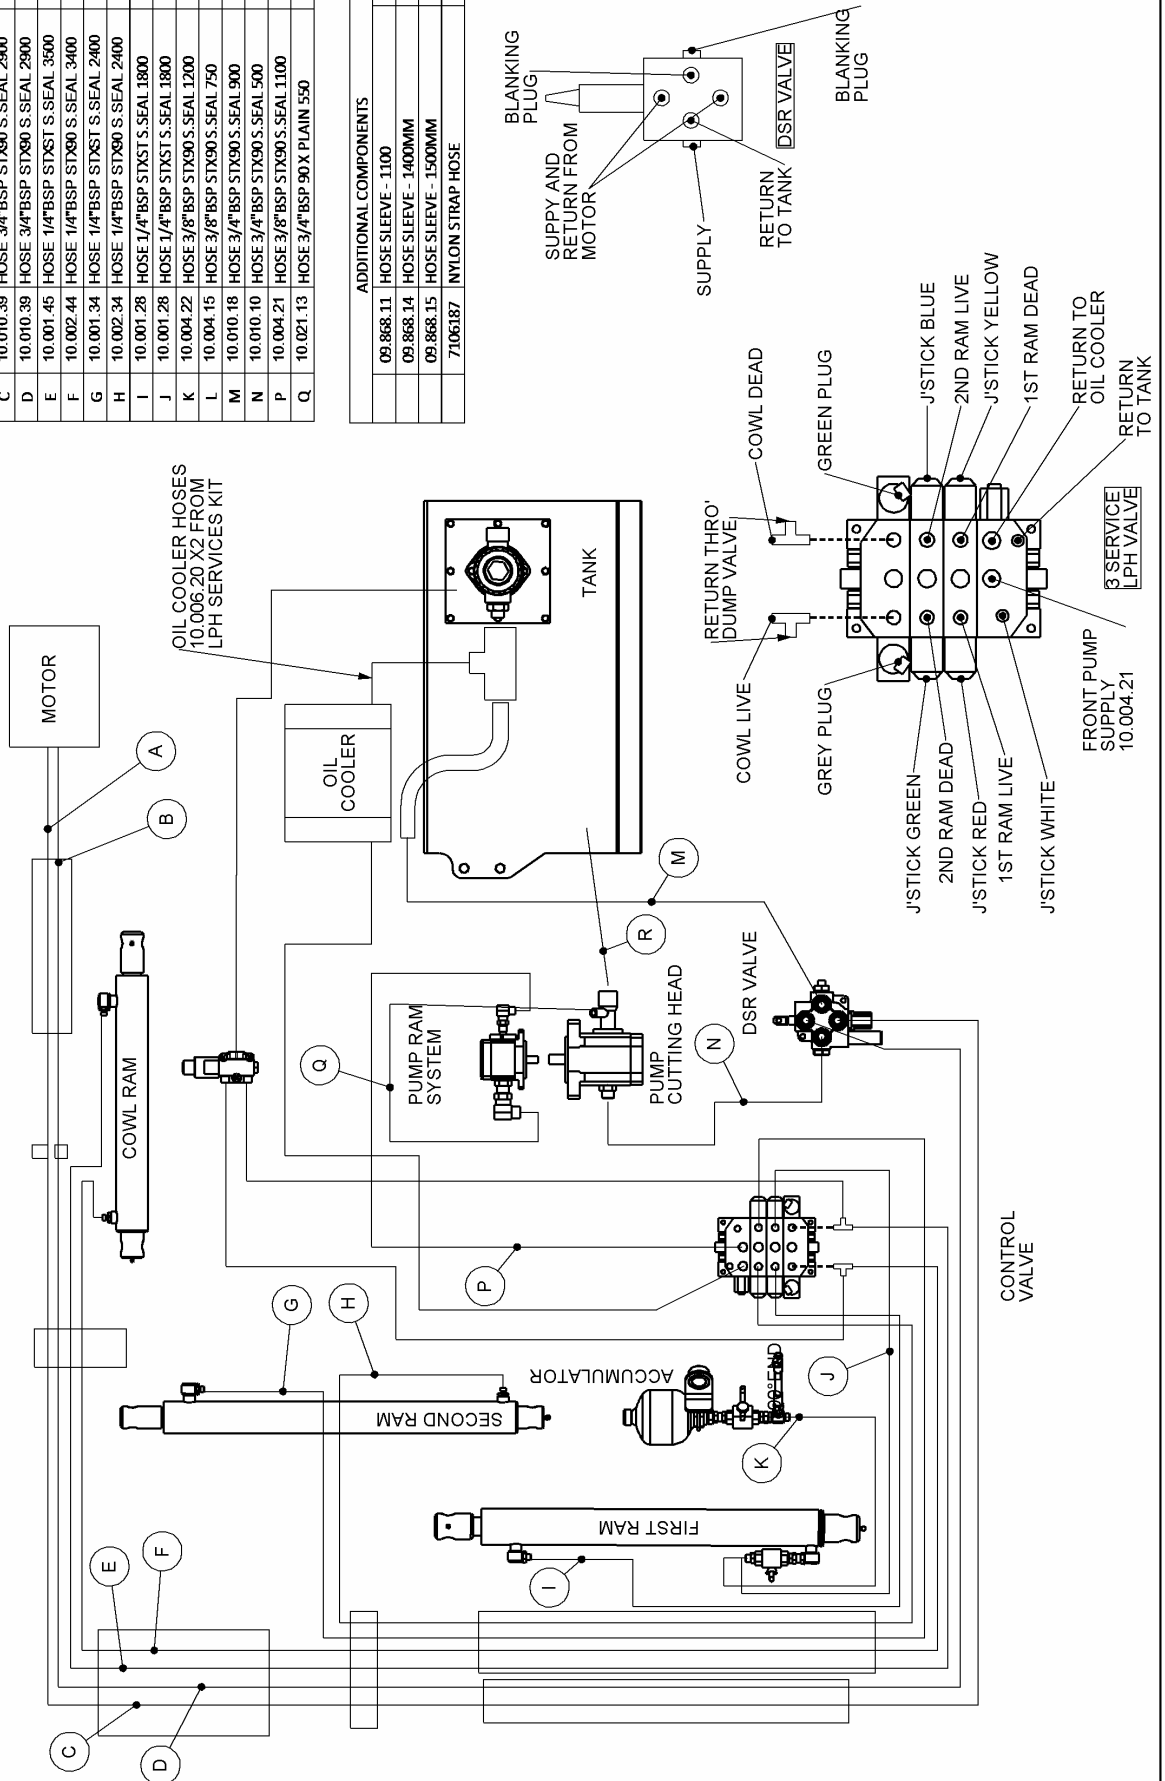 C 10.010.39 HOSE 3/4"BSP STX90 S.SEAL 2900
D 10.010.39 HOSE 3/4"BSP STX90 S.SEAL 2900
E 10.001.45 HOSE 1/4"BSP STXST S.SEAL 3500
F 10.002.44 HOSE 1/4"BSP STX90 S.SEAL 3400
G 10.001.34 HOSE 1/4"BSP STXST S.SEAL 2400
H 10.002.34 HOSE 1/4"BSP STX90 S.SEAL 2400
I 10.001.28 HOSE 1/4"BSP STXST S.SEAL 1800
J 10.001.28 HOSE 1/4"BSP STXST S.SEAL 1800
K 10.004.22 HOSE 3/8"BSP STX90 S.SEAL 1200
L 10.004.15 HOSE 3/8"BSP STX90 S.SEAL 750
M 10.010.18 HOSE 3/4"BSP STX90 S.SEAL 900
N 10.010.10 HOSE 3/4"BSP STX90 S.SEAL 500
P 10.004.21 HOSE 3/8"BSP STX90 S.SEAL 1100
Q 10.021.13 HOSE 3/4"BSP 90 X PLAIN 550
ADDITIONAL COMPONENTS
09.868.11 HOSE SLEEVE - 1100
09.868.14 HOSE SLEEVE - 1400MM
09.868.15 HOSE SLEEVE - 1500MM
7106187 NYLON STRAP HOSE
BLANKING
PLUG
SUPPY AND
RETURN FROM
MOTOR
SUPPLY
RETURN
TO TANK
DSR VALVE
BLANKING
PLUG
OIL COOLER HOSES
10.006.20 X2 FROM
LPH SERVICES KIT
MOTOR
A
B
OIL
COOLER
TANK
COWL RAM
M
R
Q
PUMP RAM
SYSTEM
PUMP
CUTTING HEAD
N
DSR VALVE
P
G
H
SECOND RAM
ACCUMULATOR
J
K
FIRST RAM
I
E
F
C
D
CONTROL
VALVE
COWL DEAD
GREEN PLUG
RETURN THRO'
DUMP VALVE
COWL LIVE
GREY PLUG
J'STICK BLUE
2ND RAM LIVE
J'STICK YELLOW
1ST RAM DEAD
RETURN TO
OIL COOLER
RETURN
TO TANK
J'STICK GREEN
2ND RAM DEAD
J'STICK RED
1ST RAM LIVE
J'STICK WHITE
FRONT PUMP
SUPPLY
10.004.21
3 SERVICE
LPH VALVE